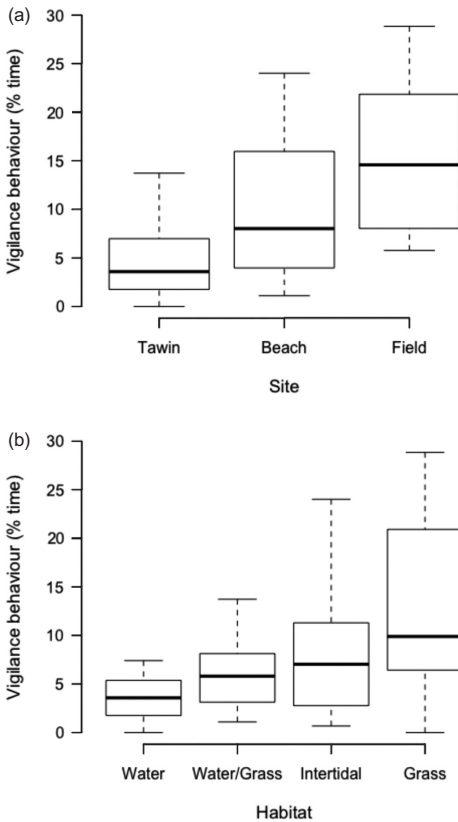 (a)
Vigilance behaviour (% time)
30
25
20
15
10
5
0
Tawin Beach Field
Site
(b)
Vigilance behaviour (% time)
30
25
20
15
10
5
0
Water Water/Grass Intertidal Grass
Habitat